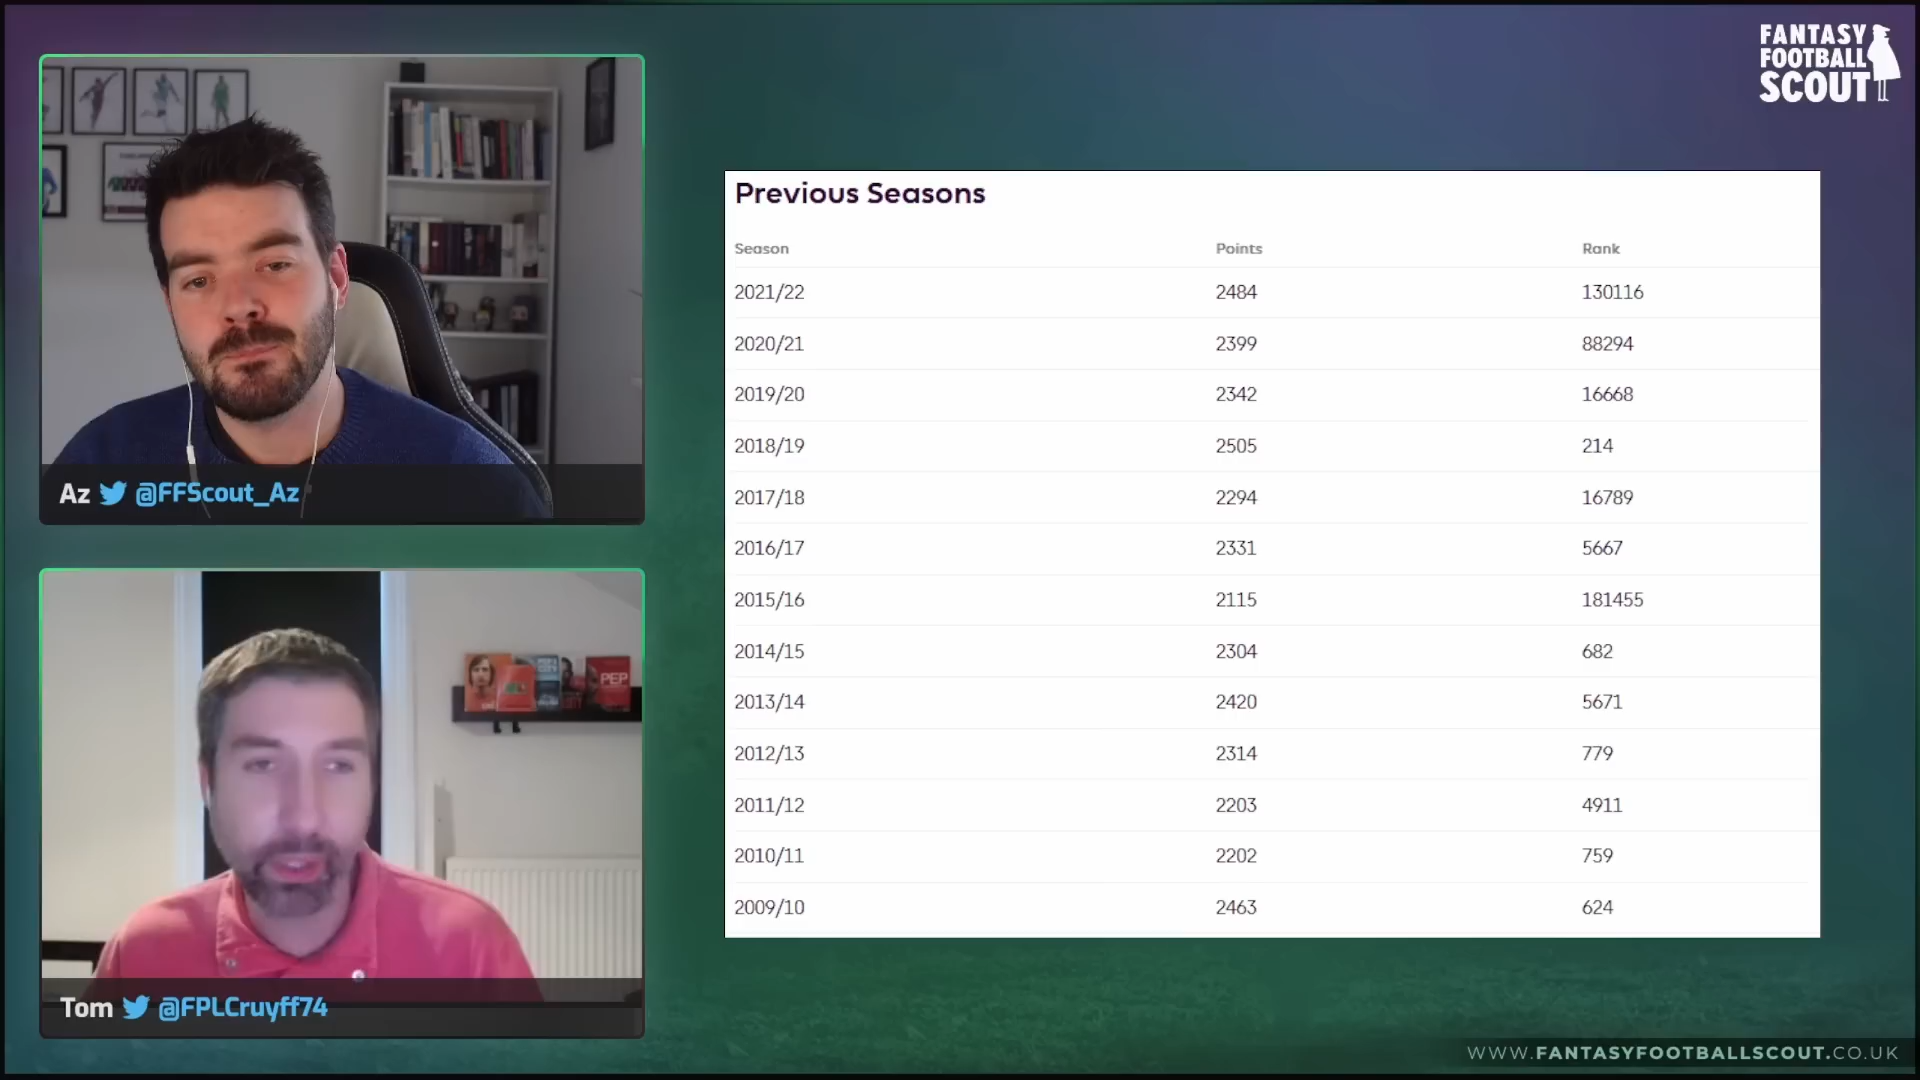 FANTASY
FOOTBALL
SCOUT
Az @FFScout_Az
PEP
Tom @FPLCruyff74
Previous Seasons
Season Points Rank
2021/22 2484 130116
2020/21 2399 88294
2019/20 2342 16668
2018/19 2505 214
2017/18 2294 16789
2016/17 2331 5667
2015/16 2115 181455
2014/15 2304 682
2013/14 2420 5671
2012/13 2314 779
2011/12 2203 4911
2010/11 2202 759
2009/10 2463 624
WWW.FANTASYFOOTBALLSCOUT.CO.UK